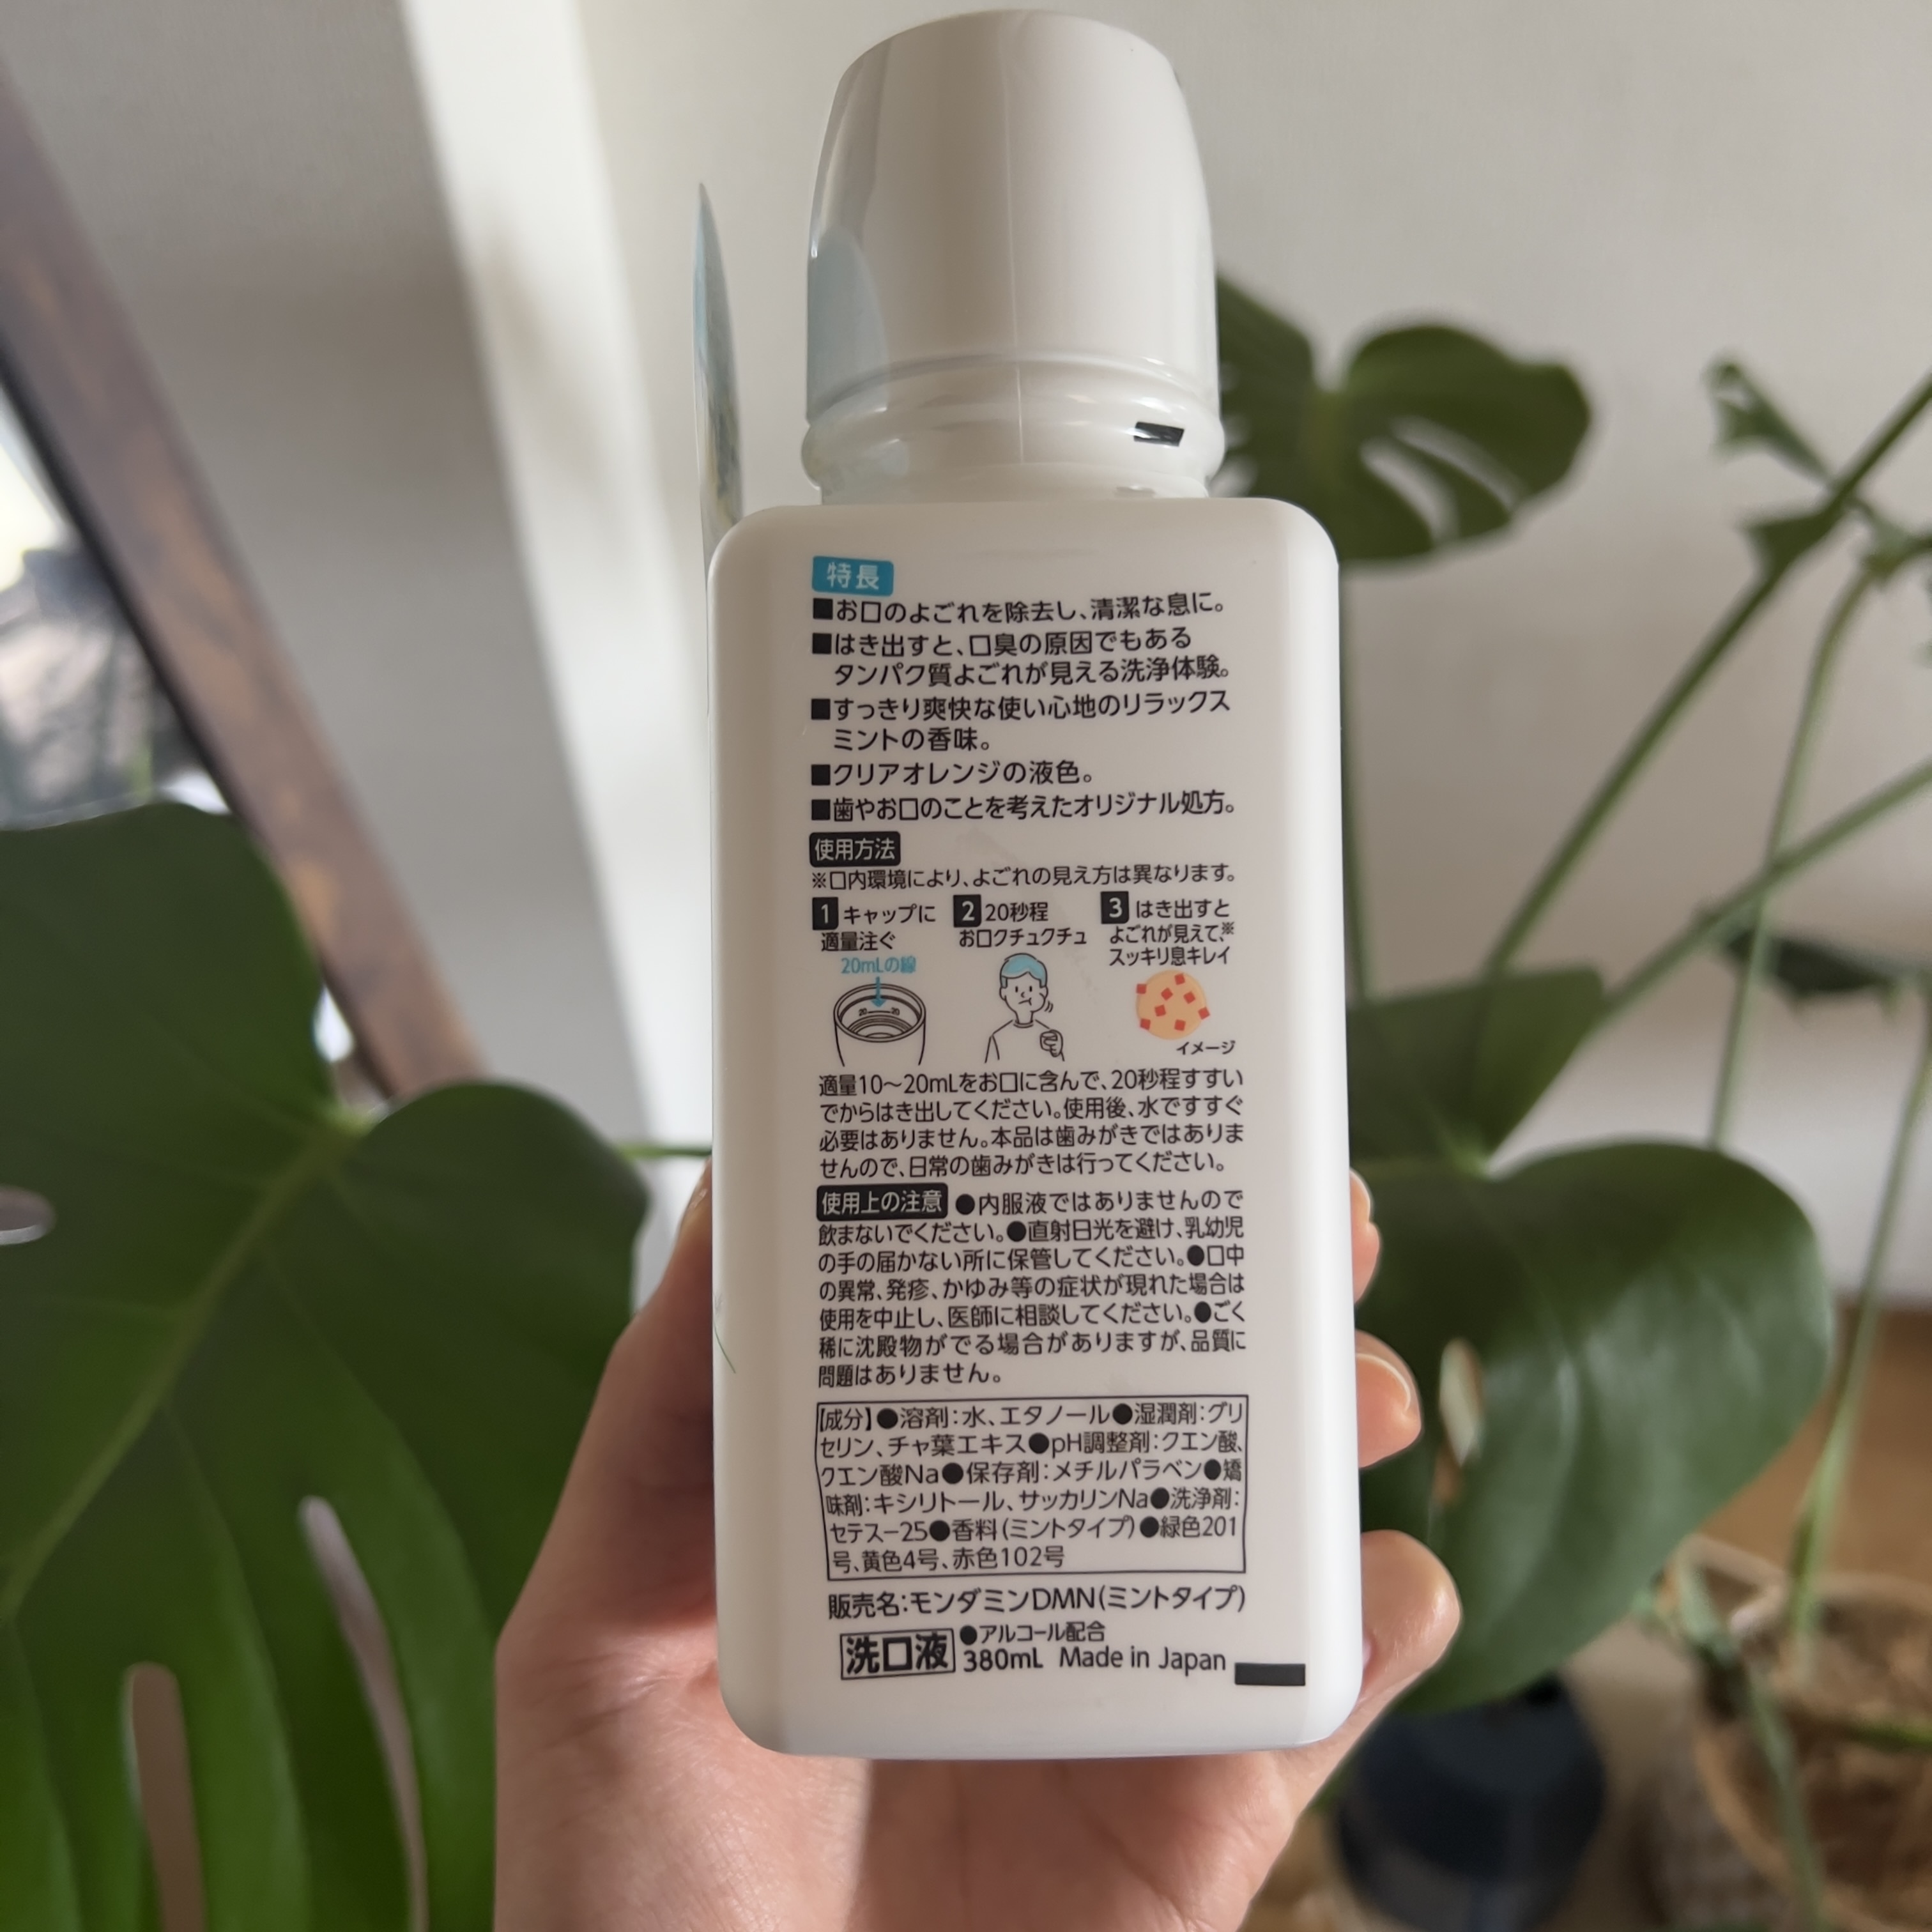 特長
■お口のよごれを除去し、清潔な息に。
■はき出すと、口臭の原因でもある
タンパク質よごれが見える洗浄体験。
■すっきり爽快な使い心地のリラックス
ミントの香味。
■クリアオレンジの液色。
■歯やお口のことを考えたオリジナル処方。
使用方法
※口内環境により、よごれの見え方は異なります。
1 キャップに
適量注ぐ
20mLの線
20 20
2 20秒程
お口クチュクチュ
3 はき出すと
よごれが見えて、※
スッキリ息キレイ
イメージ
適量10〜20mLをお口に含んで、20秒程すすい
でからはき出してください。使用後、水ですすぐ
必要はありません。本品は歯みがきではありま
せんので、日常の歯みがきは行ってください。
使用上の注意 ●内服液ではありませんので
飲まないでください。●直射日光を避け、乳幼児
の手の届かない所に保管してください。●口中
の異常、発疹、かゆみ等の症状が現れた場合は
使用を中止し、医師に相談してください。●ごく
稀に沈殿物がでる場合がありますが、品質に
問題はありません。
【成分】●溶剤：水、エタノール●湿潤剤：グリ
セリン、チャ葉エキス●pH調整剤：クエン酸、
クエン酸Na●保存剤：メチルパラベン●矯
味剤：キシリトール、サッカリンNa●洗浄剤：
セテス－25●香料（ミントタイプ）●緑色201
号、黄色4号、赤色102号
販売名：モンダミンDMN（ミントタイプ）
洗口液 ●アルコール配合
380mL Made in Japan